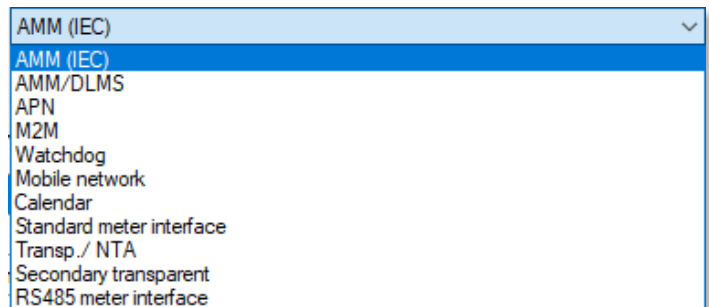 AMM (IEC)
AMM (IEC)
AMM/DLMS
APN
M2M
Watchdog
Mobile network
Calendar
Standard meter interface
Transp./ NTA
Secondary transparent
RS485 meter interface